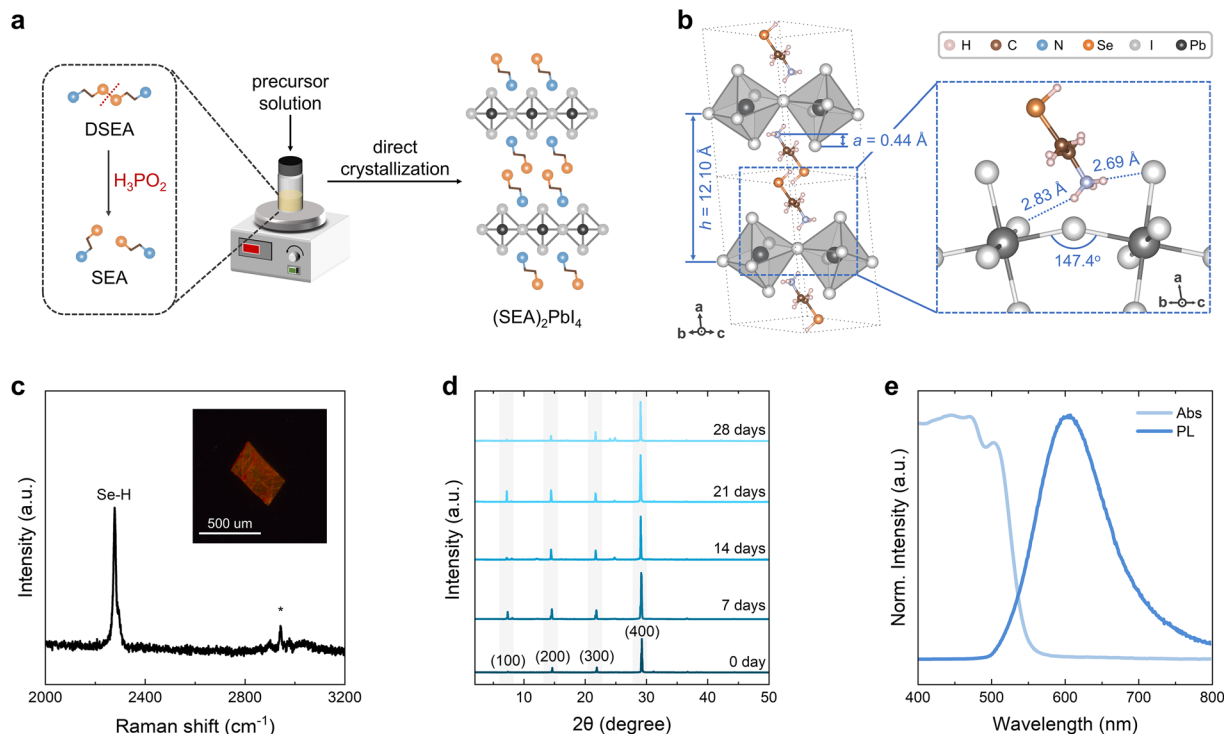 a
DSEA
H₃PO₂
SEA
precursor
solution
direct
crystallization
(SEA)₂PbI₄
b
H C N Se I Pb
h = 12.10 Å
a = 0.44 Å
a
b c
2.69 Å
2.83 Å
147.4°
a
b c
c
Intensity (a.u.)
Se-H
500 um
*
2000 2400 2800 3200
Raman shift (cm⁻¹)
d
Intensity (a.u.)
28 days
21 days
14 days
7 days
(400)
(100) (200) (300) 0 day
10 20 30 40 50
2θ (degree)
e
Norm. Intensity (a.u.)
Abs
PL
400 500 600 700 800
Wavelength (nm)